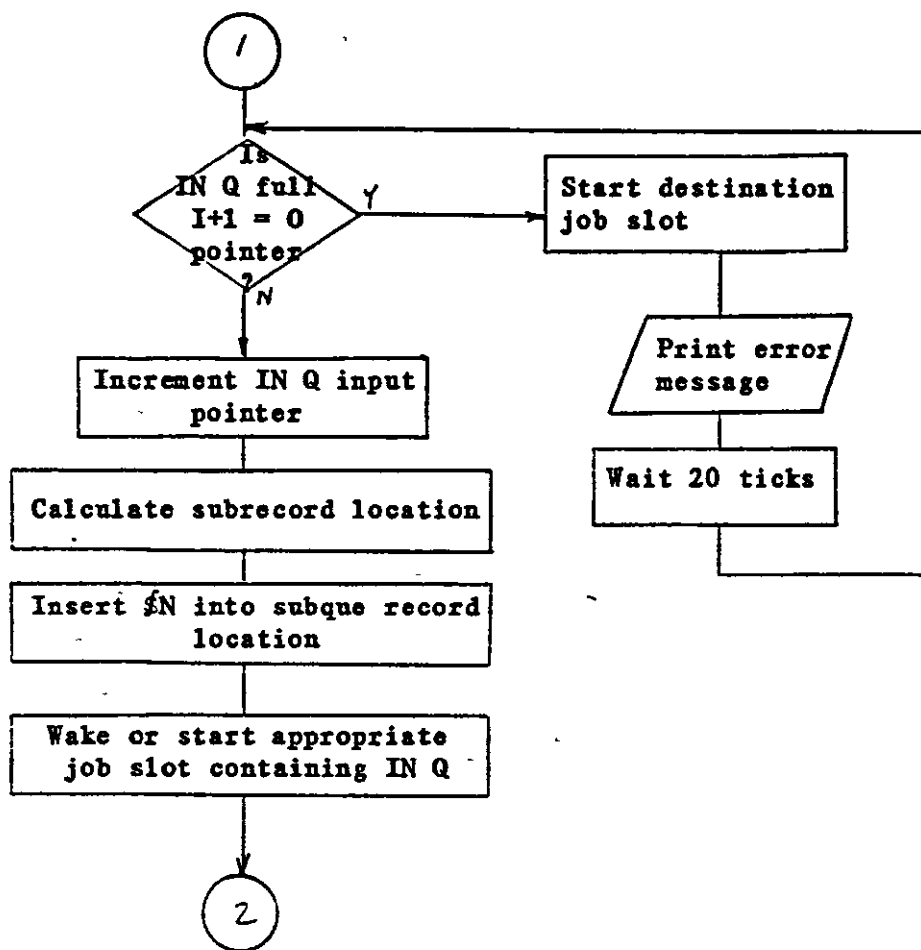 1
Is
IN Q full
I+1 = O
pointer
?
Y
N
Start destination
job slot
Print error
message
Wait 20 ticks
Increment IN Q input
pointer
Calculate subrecord location
Insert $N into subque record
location
Wake or start appropriate
job slot containing IN Q
2